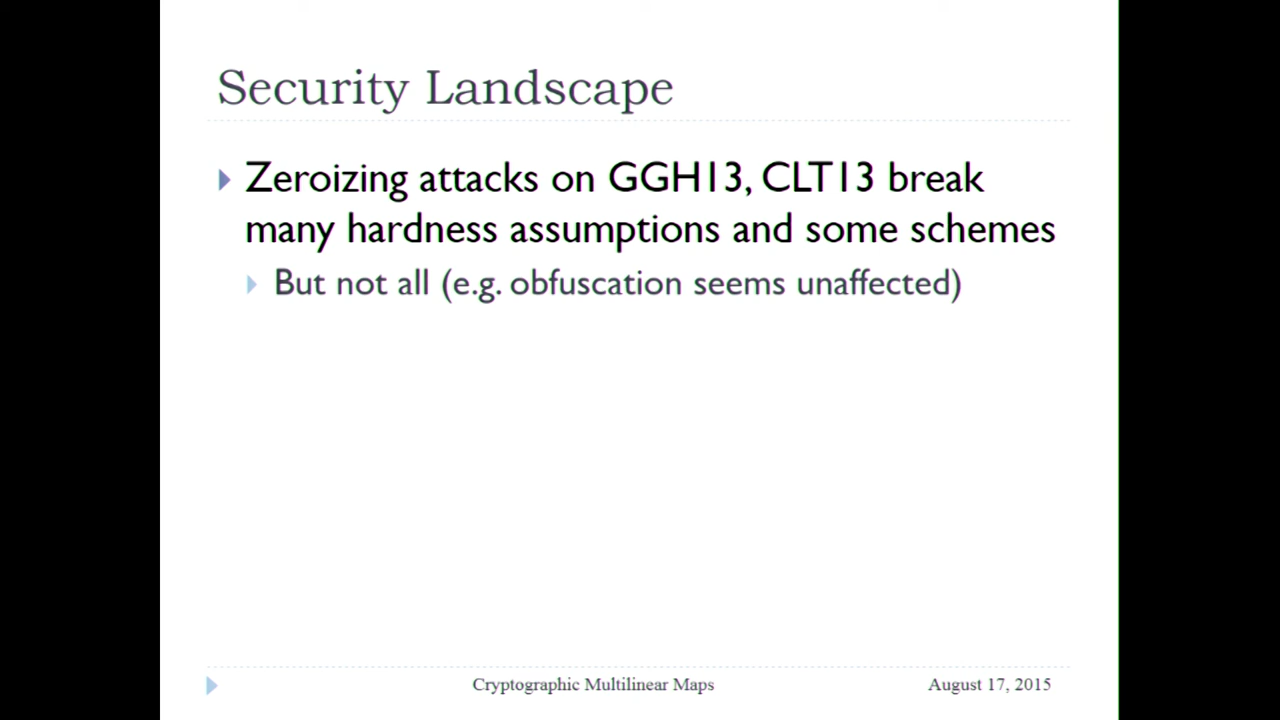 Security Landscape
Zeroizing attacks on GGH13, CLT13 break
many hardness assumptions and some schemes
But not all (e.g. obfuscation seems unaffected)
Cryptographic Multilinear Maps
August 17, 2015